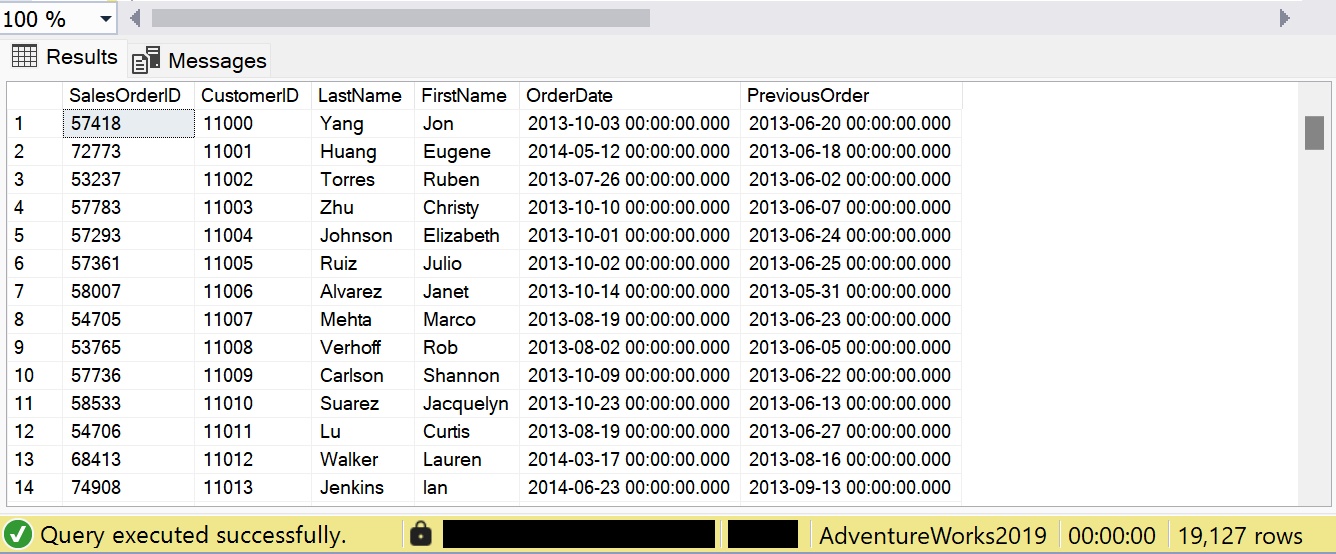 100 %
Results Messages
SalesOrderID CustomerID LastName FirstName OrderDate PreviousOrder
1 57418 11000 Yang Jon 2013-10-03 00:00:00.000 2013-06-20 00:00:00.000
2 72773 11001 Huang Eugene 2014-05-12 00:00:00.000 2013-06-18 00:00:00.000
3 53237 11002 Torres Ruben 2013-07-26 00:00:00.000 2013-06-02 00:00:00.000
4 57783 11003 Zhu Christy 2013-10-10 00:00:00.000 2013-06-07 00:00:00.000
5 57293 11004 Johnson Elizabeth 2013-10-01 00:00:00.000 2013-06-24 00:00:00.000
6 57361 11005 Ruiz Julio 2013-10-02 00:00:00.000 2013-06-25 00:00:00.000
7 58007 11006 Alvarez Janet 2013-10-14 00:00:00.000 2013-05-31 00:00:00.000
8 54705 11007 Mehta Marco 2013-08-19 00:00:00.000 2013-06-23 00:00:00.000
9 53765 11008 Verhoff Rob 2013-08-02 00:00:00.000 2013-06-05 00:00:00.000
10 57736 11009 Carlson Shannon 2013-10-09 00:00:00.000 2013-06-22 00:00:00.000
11 58533 11010 Suarez Jacquelyn 2013-10-23 00:00:00.000 2013-06-13 00:00:00.000
12 54706 11011 Lu Curtis 2013-08-19 00:00:00.000 2013-06-27 00:00:00.000
13 68413 11012 Walker Lauren 2014-03-17 00:00:00.000 2013-08-16 00:00:00.000
14 74908 11013 Jenkins Ian 2014-06-23 00:00:00.000 2013-09-13 00:00:00.000
Query executed successfully. AdventureWorks2019 00:00:00 19,127 rows